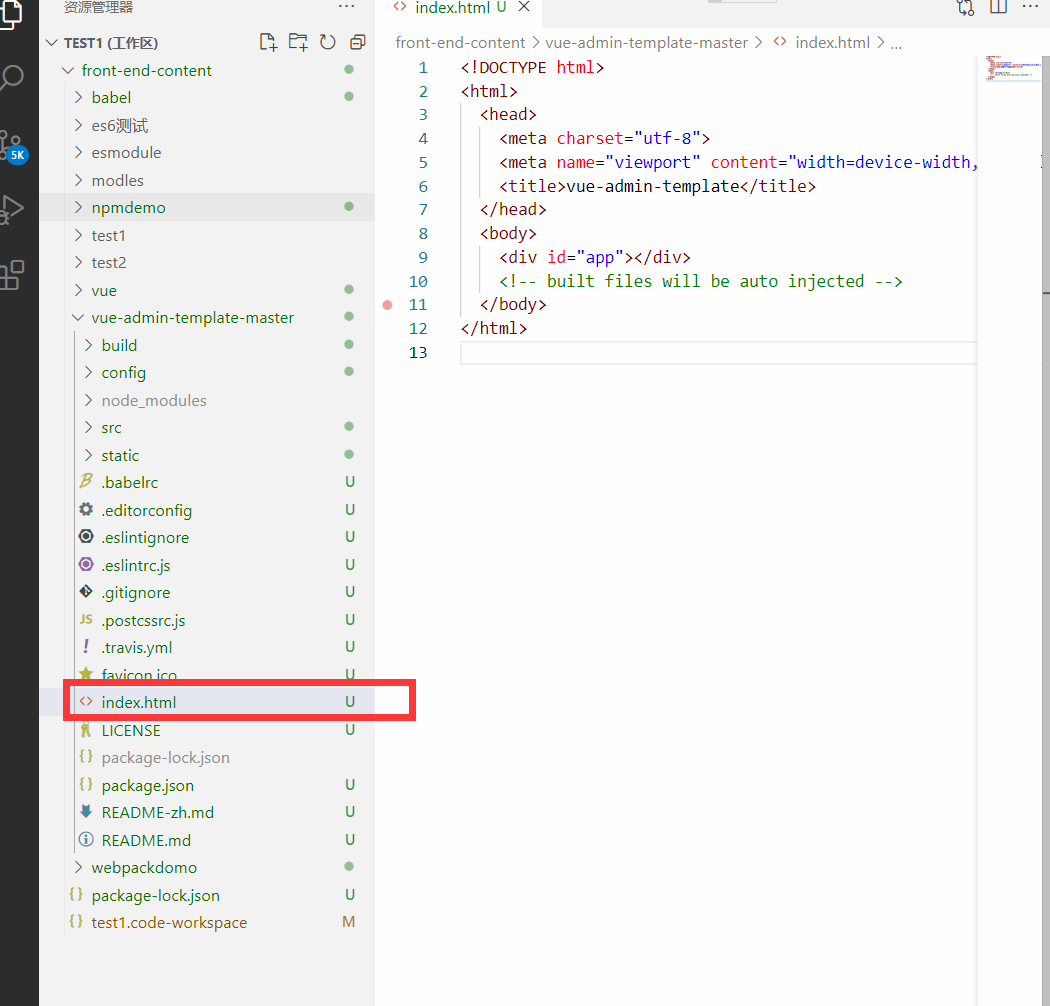 资源管理器
index.html U
TEST1 (工作区)
front-end-content > vue-admin-template-master > index.html > ...
front-end-content
babel
es6测试
esmodule
modles
npmdemo
test1
test2
vue
vue-admin-template-master
build
config
node_modules
src
static
.babelrc U
.editorconfig U
.eslintignore U
.eslintrc.js U
.gitignore U
JS .postcssrc.js U
! .travis.yml U
favicon.ico U
index.html U
LICENSE U
package-lock.json
package.json U
README-zh.md U
README.md U
webpackdomo
package-lock.json U
test1.code-workspace M
5K
1 <!DOCTYPE html>
2 <html>
3 <head>
4 <meta charset="utf-8">
5 <meta name="viewport" content="width=device-width,
6 <title>vue-admin-template</title>
7 </head>
8 <body>
9 <div id="app"></div>
10 <!-- built files will be auto injected -->
11 </body>
12 </html>
13